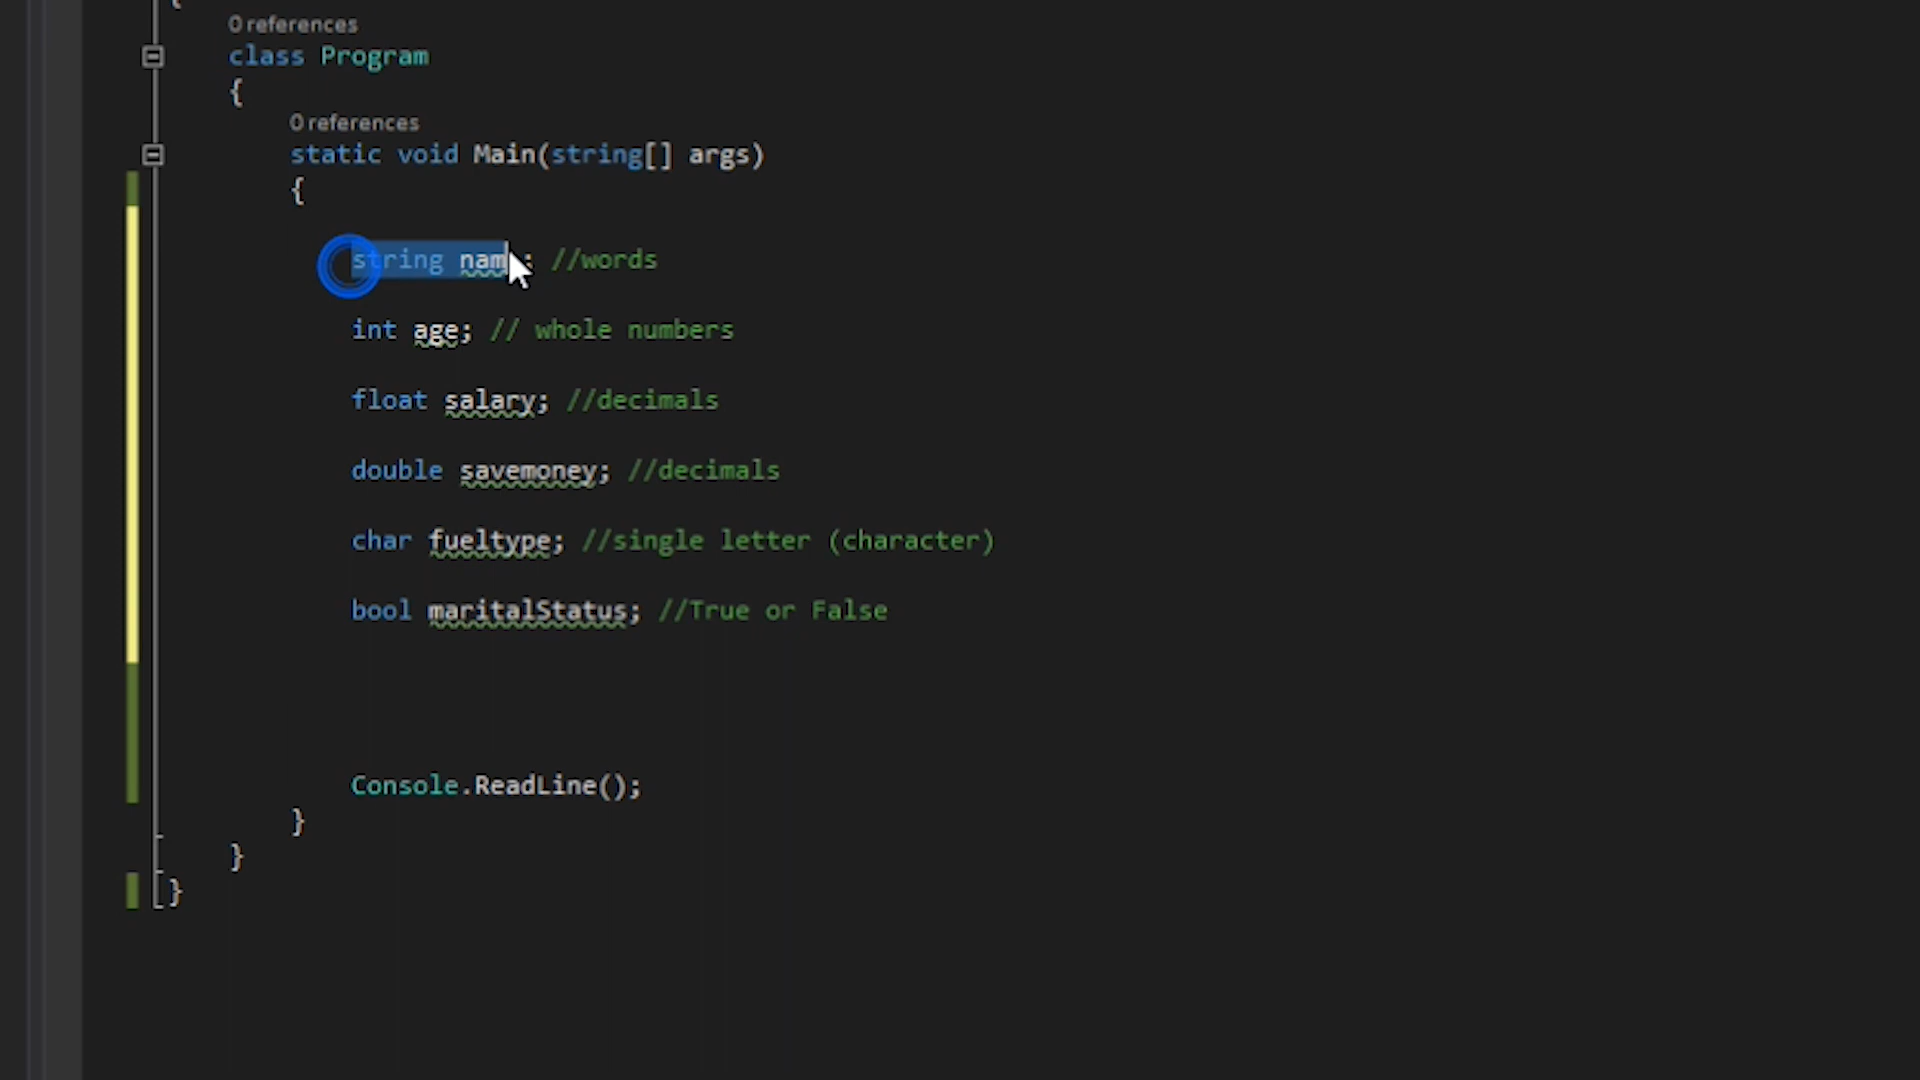 {
0 references
class Program
{
0 references
static void Main(string[] args)
{
string nam ; //words
int age; // whole numbers
float salary; //decimals
double savemoney; //decimals
char fueltype; //single letter (character)
bool maritalStatus; //True or False
Console.ReadLine();
}
}
}